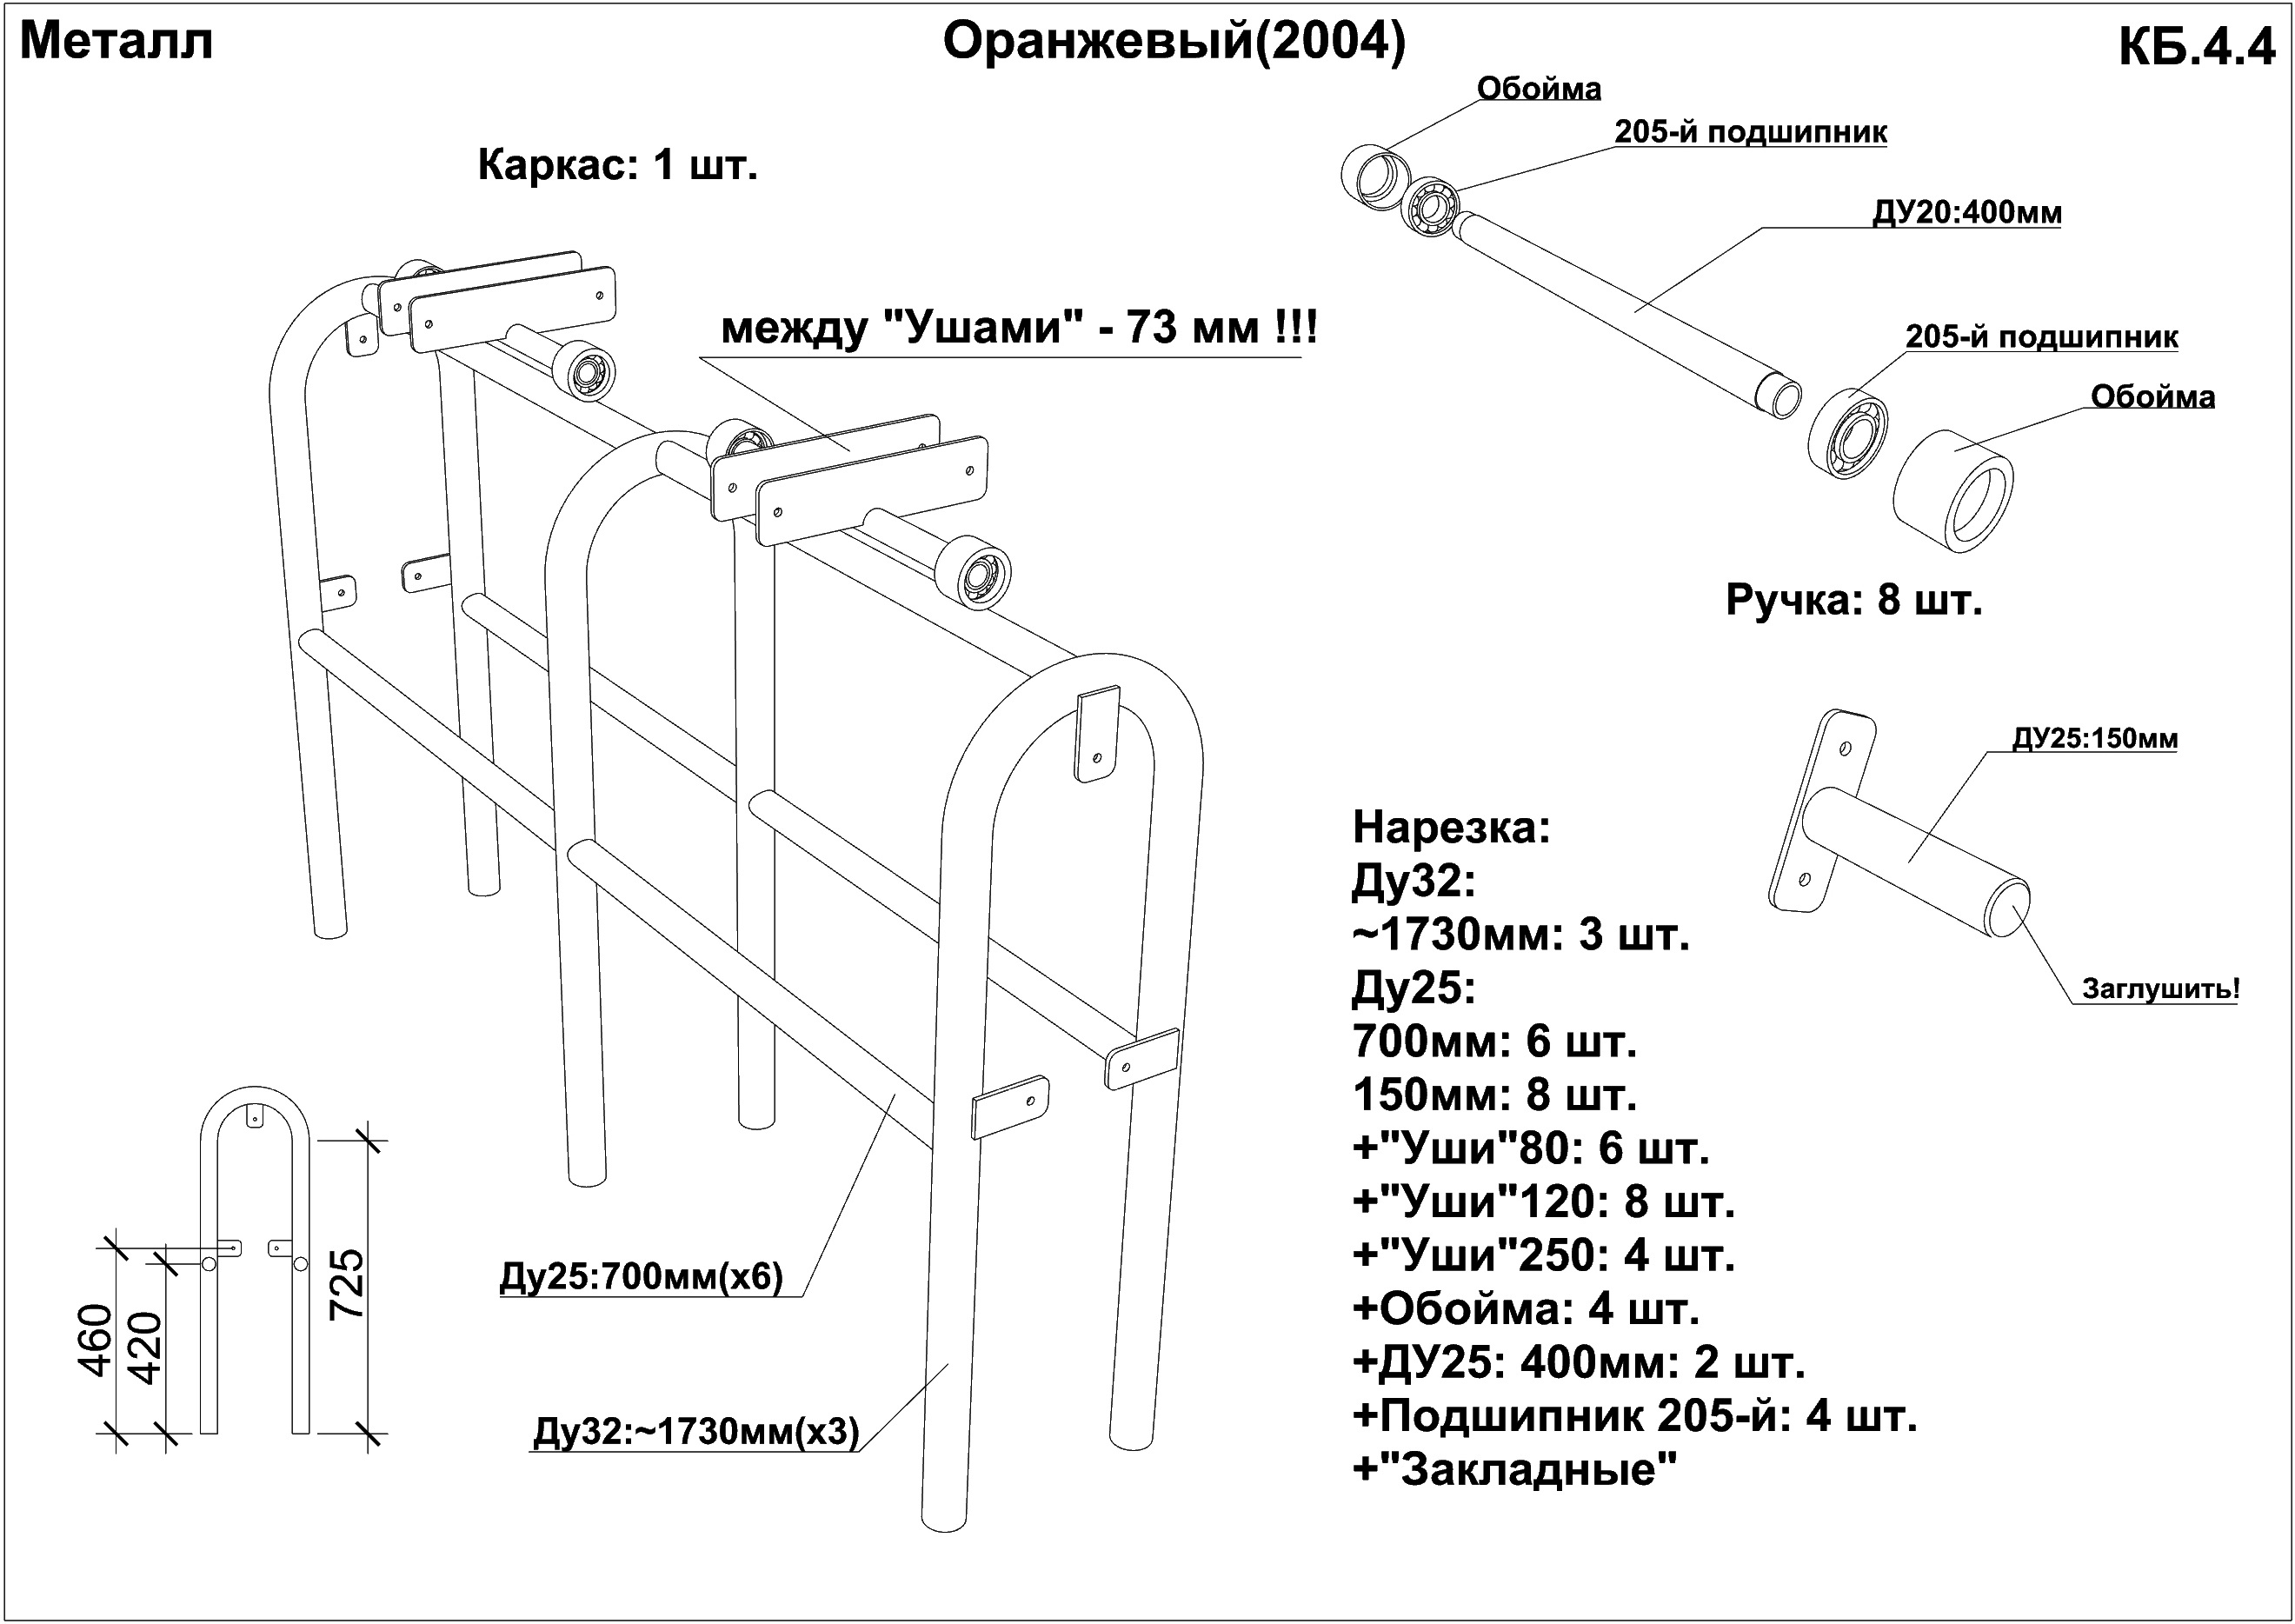 Металл
Оранжевый(2004)
КБ.4.4
Каркас: 1 шт.
Обойма
205-й подшипник
ДУ20:400мм
205-й подшипник
Обойма
между "Ушами" - 73 мм !!!
Ручка: 8 шт.
ДУ25:150мм
Заглушить!
Нарезка:
Ду32:
~1730мм: 3 шт.
Ду25:
700мм: 6 шт.
150мм: 8 шт.
+"Уши"80: 6 шт.
+"Уши"120: 8 шт.
+"Уши"250: 4 шт.
+Обойма: 4 шт.
+ДУ25: 400мм: 2 шт.
+Подшипник 205-й: 4 шт.
+"Закладные"
Ду25:700мм(х6)
Ду32:~1730мм(х3)
460
420
725